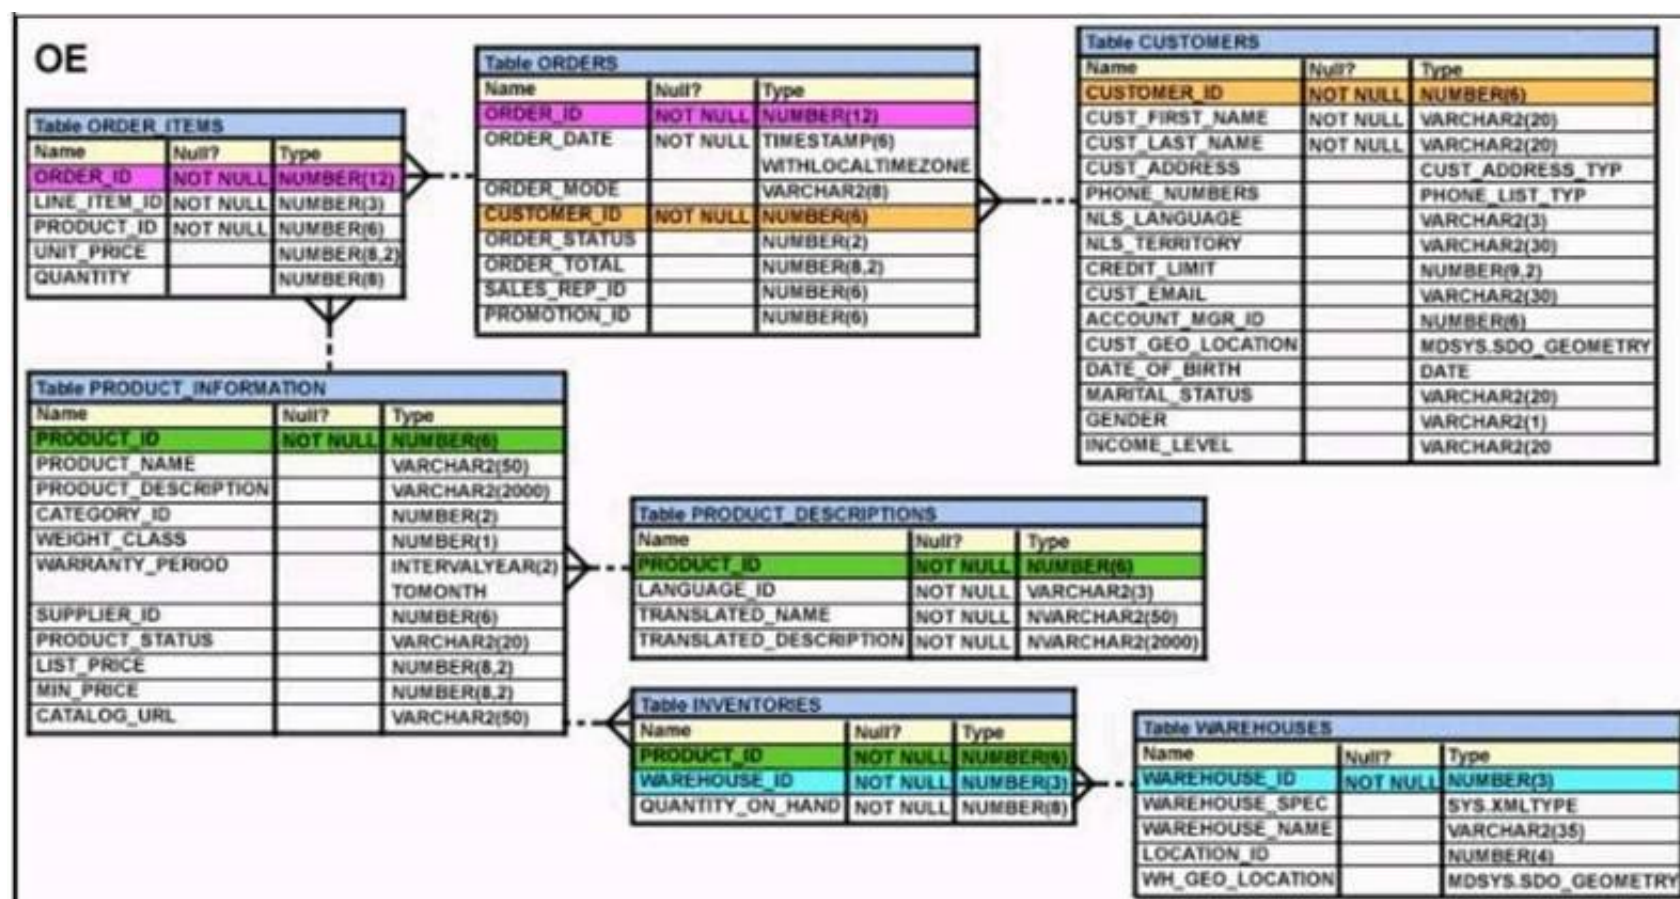 OE
Table ORDER_ITEMS
Name Null? Type
ORDER_ID NOT NULL NUMBER(12)
LINE_ITEM_ID NOT NULL NUMBER(3)
PRODUCT_ID NOT NULL NUMBER(6)
UNIT_PRICE NUMBER(8,2)
QUANTITY NUMBER(8)
Table ORDERS
Name Null? Type
ORDER_ID NOT NULL NUMBER(12)
ORDER_DATE NOT NULL TIMESTAMP(6)
WITHLOCALTIMEZONE
ORDER_MODE VARCHAR2(8)
CUSTOMER_ID NOT NULL NUMBER(6)
ORDER_STATUS NUMBER(2)
ORDER_TOTAL NUMBER(8,2)
SALES_REP_ID NUMBER(6)
PROMOTION_ID NUMBER(6)
Table CUSTOMERS
Name Null? Type
CUSTOMER_ID NOT NULL NUMBER(6)
CUST_FIRST_NAME NOT NULL VARCHAR2(20)
CUST_LAST_NAME NOT NULL VARCHAR2(20)
CUST_ADDRESS CUST_ADDRESS_TYP
PHONE_NUMBERS PHONE_LIST_TYP
NLS_LANGUAGE VARCHAR2(3)
NLS_TERRITORY VARCHAR2(30)
CREDIT_LIMIT NUMBER(9,2)
CUST_EMAIL VARCHAR2(30)
ACCOUNT_MGR_ID NUMBER(6)
CUST_GEO_LOCATION MDSYS.SDO_GEOMETRY
DATE_OF_BIRTH DATE
MARITAL_STATUS VARCHAR2(20)
GENDER VARCHAR2(1)
INCOME_LEVEL VARCHAR2(20
Table PRODUCT_INFORMATION
Name Null? Type
PRODUCT_ID NOT NULL NUMBER(6)
PRODUCT_NAME VARCHAR2(50)
PRODUCT_DESCRIPTION VARCHAR2(2000)
CATEGORY_ID NUMBER(2)
WEIGHT_CLASS NUMBER(1)
WARRANTY_PERIOD INTERVALYEAR(2)
TOMONTH
SUPPLIER_ID NUMBER(6)
PRODUCT_STATUS VARCHAR2(20)
LIST_PRICE NUMBER(8,2)
MIN_PRICE NUMBER(8,2)
CATALOG_URL VARCHAR2(50)
Table PRODUCT_DESCRIPTIONS
Name Null? Type
PRODUCT_ID NOT NULL NUMBER(6)
LANGUAGE_ID NOT NULL VARCHAR2(3)
TRANSLATED_NAME NOT NULL NVARCHAR2(50)
TRANSLATED_DESCRIPTION NOT NULL NVARCHAR2(2000)
Table INVENTORIES
Name Null? Type
PRODUCT_ID NOT NULL NUMBER(6)
WAREHOUSE_ID NOT NULL NUMBER(3)
QUANTITY_ON_HAND NOT NULL NUMBER(8)
Table WAREHOUSES
Name Null? Type
WAREHOUSE_ID NOT NULL NUMBER(3)
WAREHOUSE_SPEC SYS.XMLTYPE
WAREHOUSE_NAME VARCHAR2(35)
LOCATION_ID NUMBER(4)
WH_GEO_LOCATION MDSYS.SDO_GEOMETRY